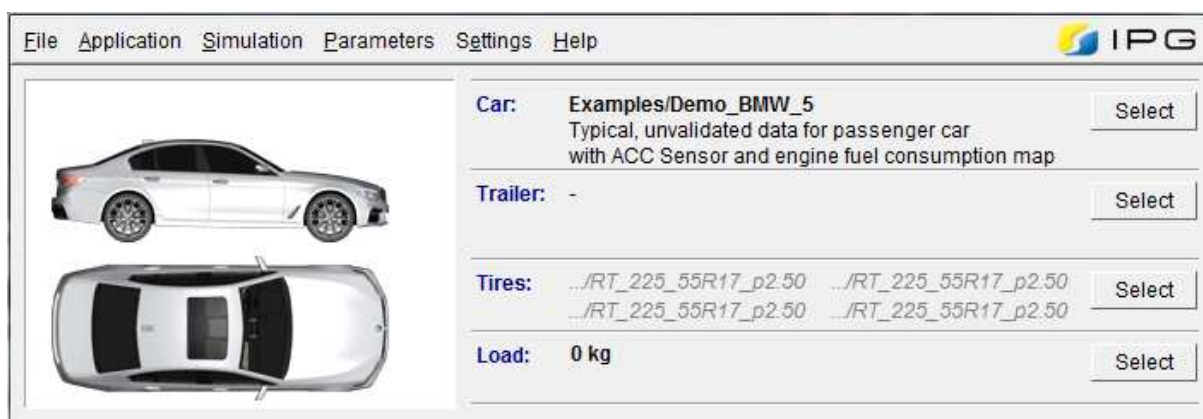 File Application Simulation Parameters Settings Help
IPG
Car: Examples/Demo_BMW_5
Typical, unvalidated data for passenger car
with ACC Sensor and engine fuel consumption map
Select
Trailer: -
Select
Tires: .../RT_225_55R17_p2.50 .../RT_225_55R17_p2.50
.../RT_225_55R17_p2.50 .../RT_225_55R17_p2.50
Select
Load: 0 kg
Select